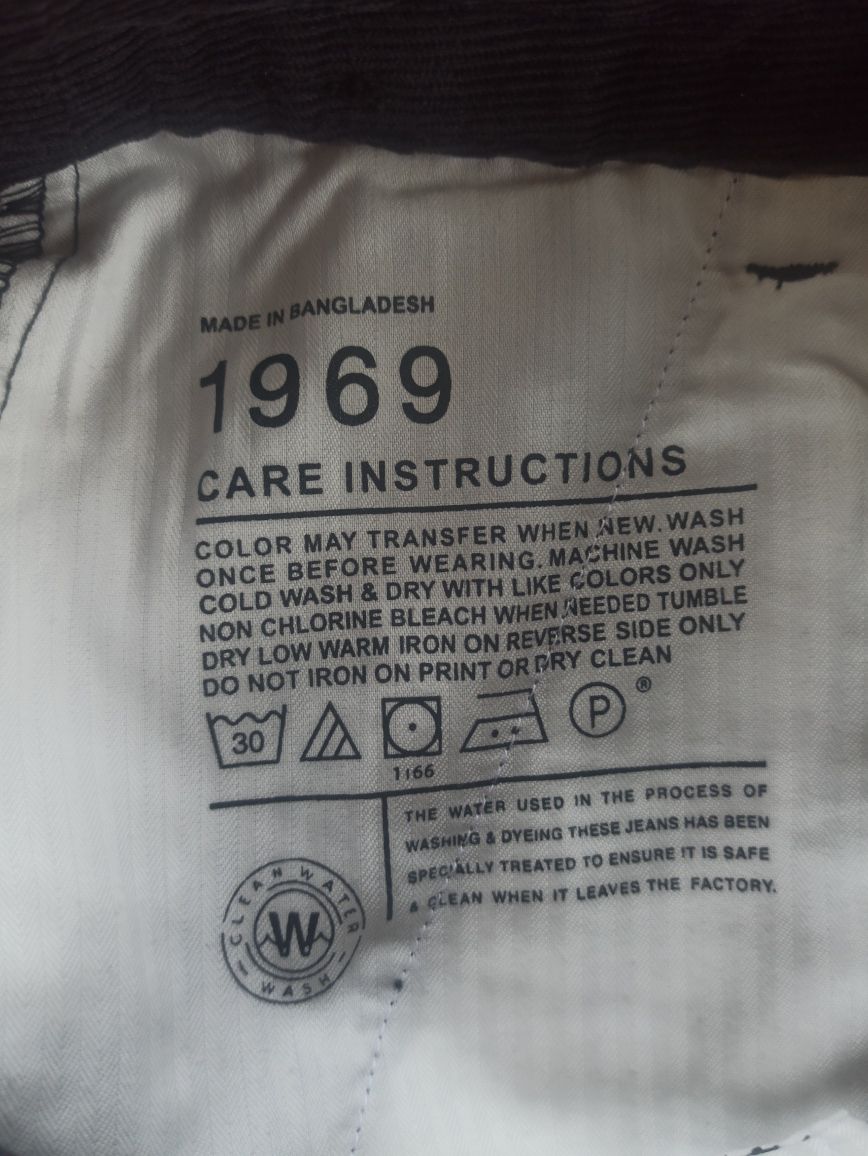 MADE IN BANGLADESH
1969
CARE INSTRUCTIONS
COLOR MAY TRANSFER WHEN NEW. WASH
ONCE BEFORE WEARING. MACHINE WASH
COLD WASH & DRY WITH LIKE COLORS ONLY
NON CHLORINE BLEACH WHEN NEEDED TUMBLE
DRY LOW WARM IRON ON REVERSE SIDE ONLY
DO NOT IRON ON PRINT OR DRY CLEAN
30 P ®
1166
THE WATER USED IN THE PROCESS OF
WASHING & DYEING THESE JEANS HAS BEEN
SPECIALLY TREATED TO ENSURE IT IS SAFE
& CLEAN WHEN IT LEAVES THE FACTORY.
CLEAN WATER
W
WASH